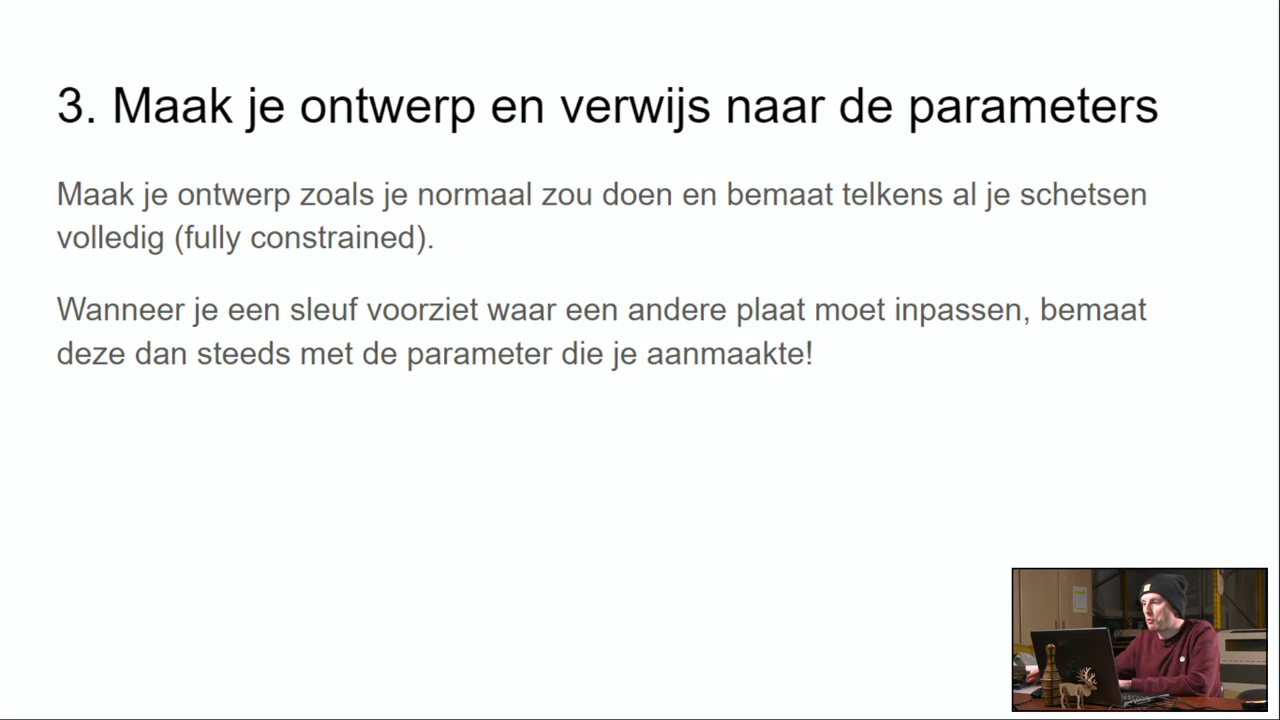 3. Maak je ontwerp en verwijs naar de parameters
Maak je ontwerp zoals je normaal zou doen en bemaat telkens al je schetsen
volledig (fully constrained).
Wanneer je een sleuf voorziet waar een andere plaat moet inpassen, bemaat
deze dan steeds met de parameter die je aanmaakte!